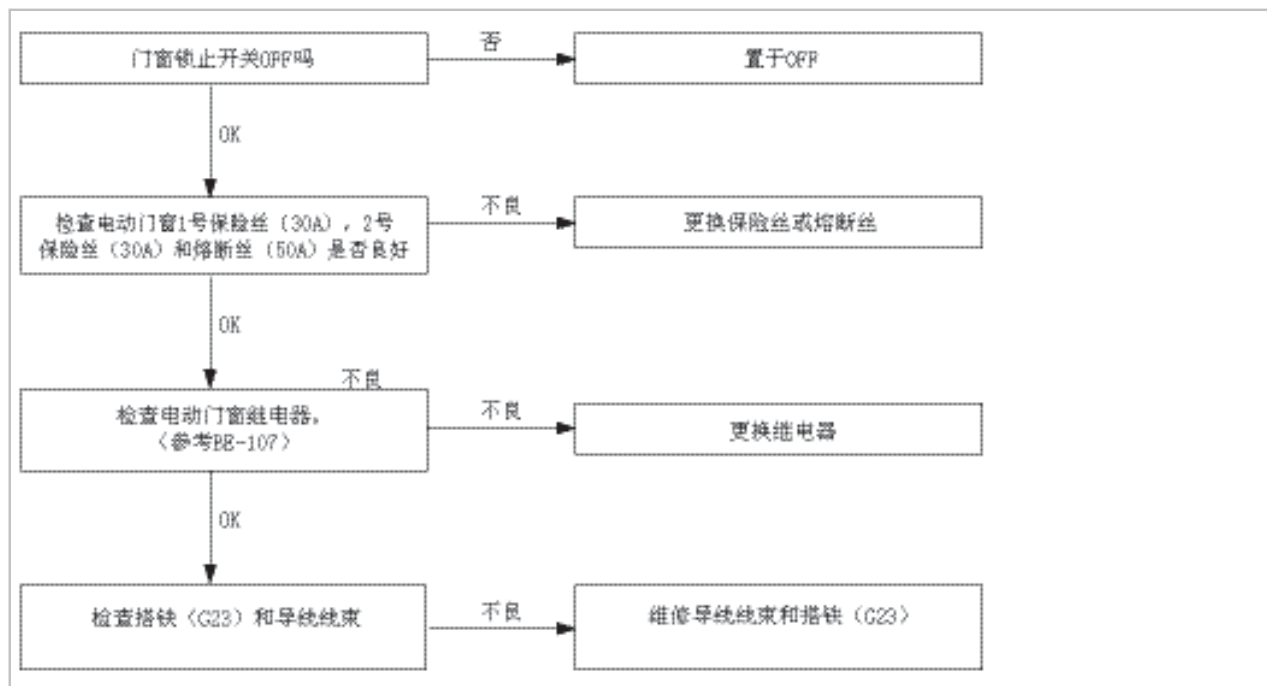 门窗锁止开关OFF吗
否
置于OFF
OK
检查电动门窗1号保险丝（30A），2号
保险丝（30A）和熔断丝（50A）是否良好
不良
更换保险丝或熔断丝
OK
不良
检查电动门窗继电器。
（参考BE-107）
不良
更换继电器
OK
检查搭铁（G23）和导线线束
不良
维修导线线束和搭铁（G23）